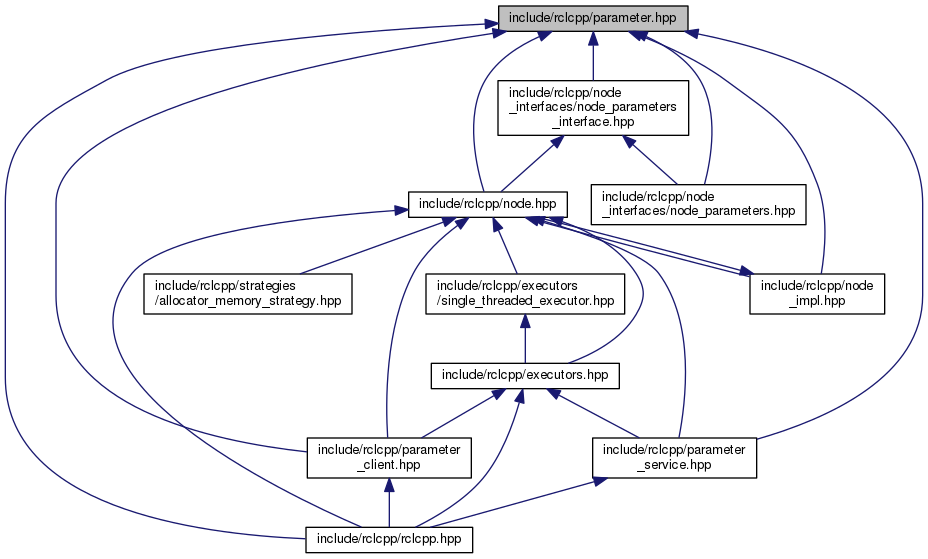 include/rclcpp/parameter.hpp
include/rclcpp/node
_interfaces/node_parameters
_interface.hpp
include/rclcpp/node.hpp
include/rclcpp/node
_interfaces/node_parameters.hpp
include/rclcpp/strategies
/allocator_memory_strategy.hpp
include/rclcpp/executors
/single_threaded_executor.hpp
include/rclcpp/node
_impl.hpp
include/rclcpp/executors.hpp
include/rclcpp/parameter
_client.hpp
include/rclcpp/parameter
_service.hpp
include/rclcpp/rclcpp.hpp